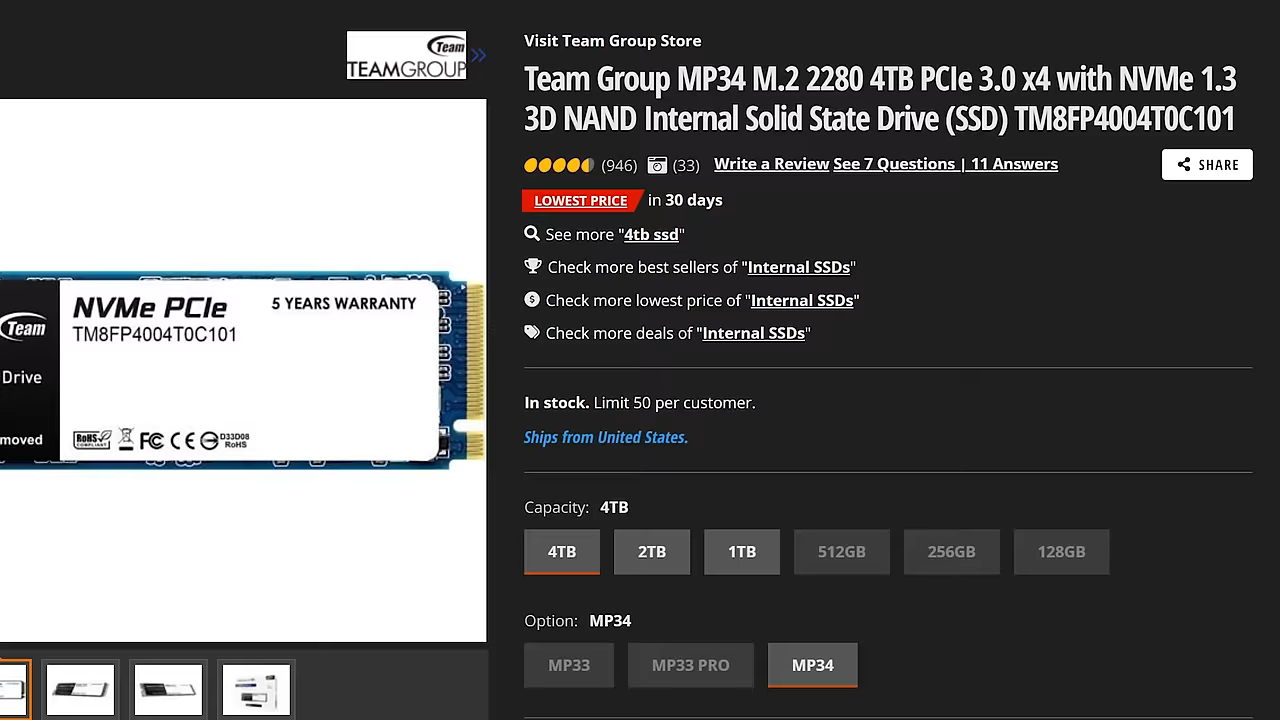 Team
TEAMGROUP
Visit Team Group Store
Team Group MP34 M.2 2280 4TB PCIe 3.0 x4 with NVMe 1.3
3D NAND Internal Solid State Drive (SSD) TM8FP4004T0C101
(946) (33) Write a Review See 7 Questions | 11 Answers
SHARE
LOWEST PRICE in 30 days
See more "4tb ssd"
Check more best sellers of "Internal SSDs"
Check more lowest price of "Internal SSDs"
Check more deals of "Internal SSDs"
In stock. Limit 50 per customer.
Ships from United States.
Capacity: 4TB
4TB 2TB 1TB 512GB 256GB 128GB
Option: MP34
MP33 MP33 PRO MP34
NVMe PCIe 5 YEARS WARRANTY
TM8FP4004T0C101
Team
Drive
moved
RoHS COMPLIANT FC CE D33D08
RoHS